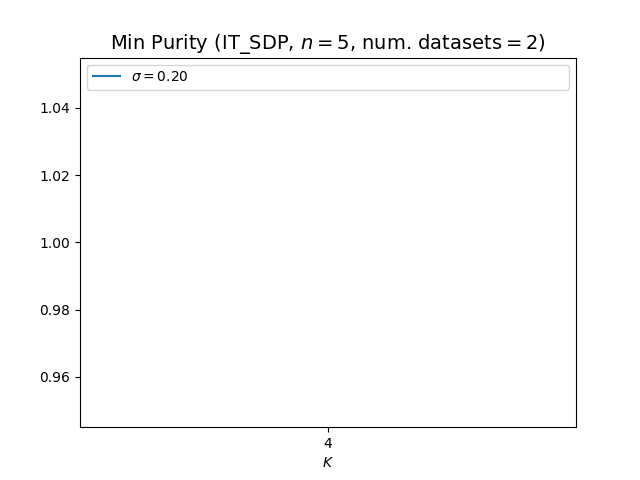 Min Purity (IT_SDP, n = 5, num. datasets = 2)
σ = 0.20
1.04
1.02
1.00
0.98
0.96
4
K